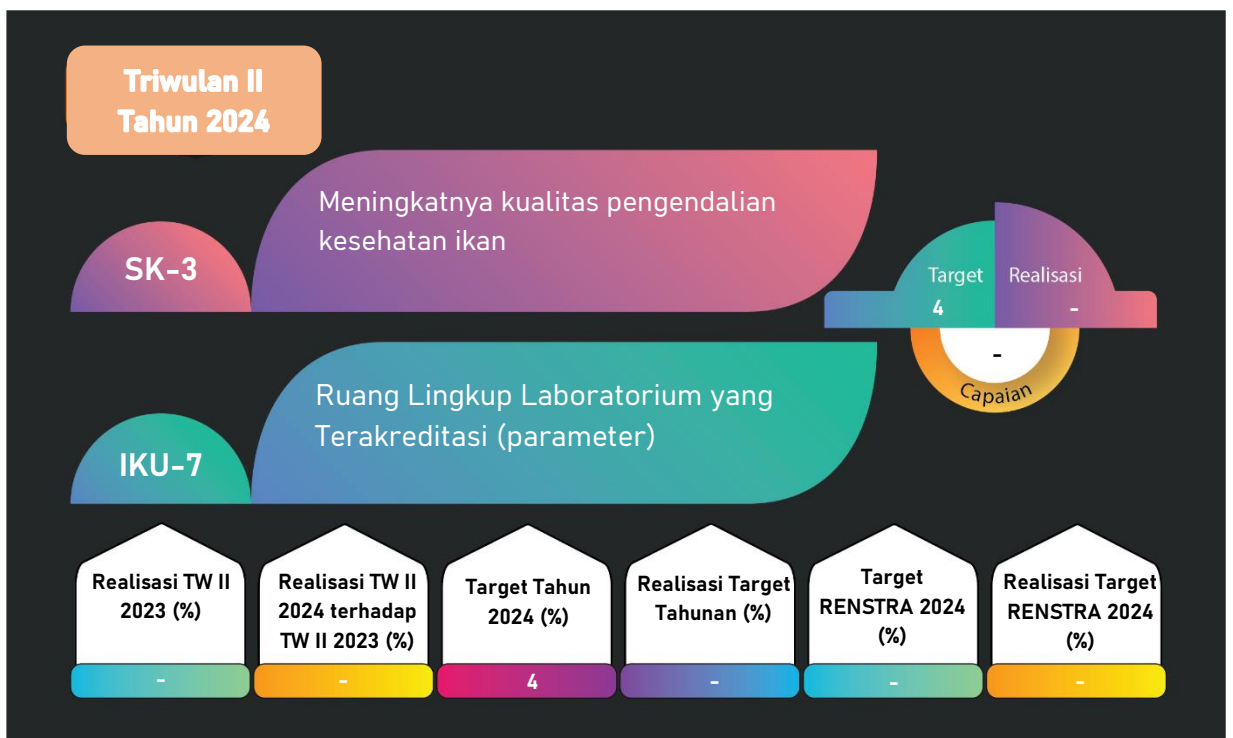 Triwulan II
Tahun 2024
Meningkatnya kualitas pengendalian
kesehatan ikan
SK-3
Target
Realisasi
4
-
-
Capaian
Ruang Lingkup Laboratorium yang
Terakreditasi (parameter)
IKU-7
Realisasi TW II
2023 (%)
-
Realisasi TW II
2024 terhadap
TW II 2023 (%)
-
Target Tahun
2024 (%)
4
Realisasi Target
Tahunan (%)
-
Target
RENSTRA 2024
(%)
-
Realisasi Target
RENSTRA 2024
(%)
-